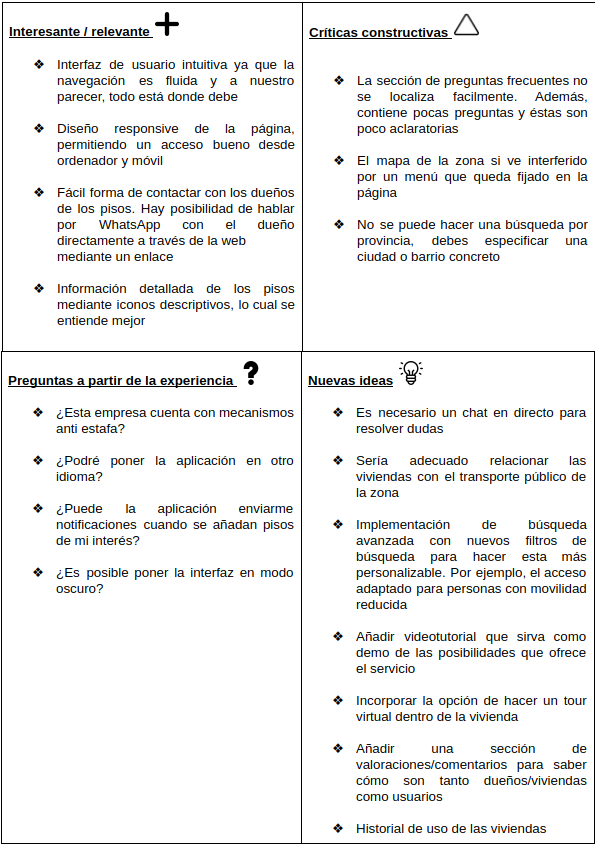 Interesante / relevante
❖ Interfaz de usuario intuitiva ya que la
navegación es fluida y a nuestro
parecer, todo está donde debe
❖ Diseño responsive de la página,
permitiendo un acceso bueno desde
ordenador y móvil
❖ Fácil forma de contactar con los dueños
de los pisos. Hay posibilidad de hablar
por WhatsApp con el dueño
directamente a través de la web
mediante un enlace
❖ Información detallada de los pisos
mediante iconos descriptivos, lo cual se
entiende mejor
Críticas constructivas
❖ La sección de preguntas frecuentes no
se localiza facilmente. Además,
contiene pocas preguntas y éstas son
poco aclaratorias
❖ El mapa de la zona si ve interferido
por un menú que queda fijado en la
página
❖ No se puede hacer una búsqueda por
provincia, debes especificar una
ciudad o barrio concreto
Preguntas a partir de la experiencia
❖ ¿Esta empresa cuenta con mecanismos
anti estafa?
❖ ¿Podré poner la aplicación en otro
idioma?
❖ ¿Puede la aplicación enviarme
notificaciones cuando se añadan pisos
de mi interés?
❖ ¿Es posible poner la interfaz en modo
oscuro?
Nuevas ideas
❖ Es necesario un chat en directo para
resolver dudas
❖ Sería adecuado relacionar las
viviendas con el transporte público de
la zona
❖ Implementación de búsqueda
avanzada con nuevos filtros de
búsqueda para hacer esta más
personalizable. Por ejemplo, el acceso
adaptado para personas con movilidad
reducida
❖ Añadir videotutorial que sirva como
demo de las posibilidades que ofrece
el servicio
❖ Incorporar la opción de hacer un tour
virtual dentro de la vivienda
❖ Añadir una sección de
valoraciones/comentarios para saber
cómo son tanto dueños/viviendas
como usuarios
❖ Historial de uso de las viviendas